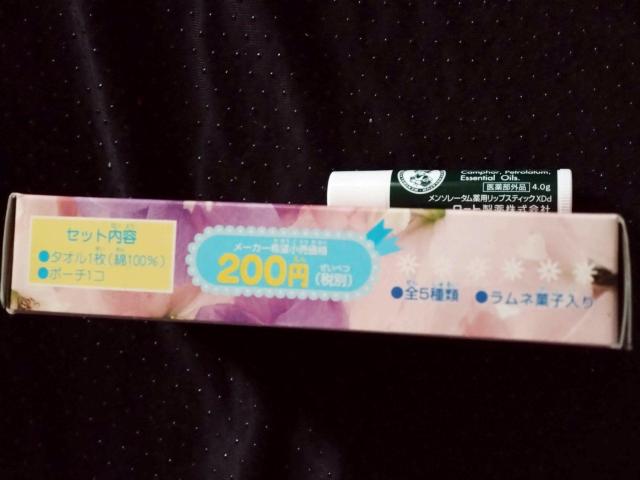 Camphor, Petrolatum,
Essential Oils.
医薬部外品 4.0g
メンソレータム薬用リップスティックXDd
ロート製薬株式会社
セット内容
●タオル1枚(綿100%)
●ポーチ1コ
メーカー希望小売価格
200円(税別)
●全5種類 ●ラムネ菓子入り